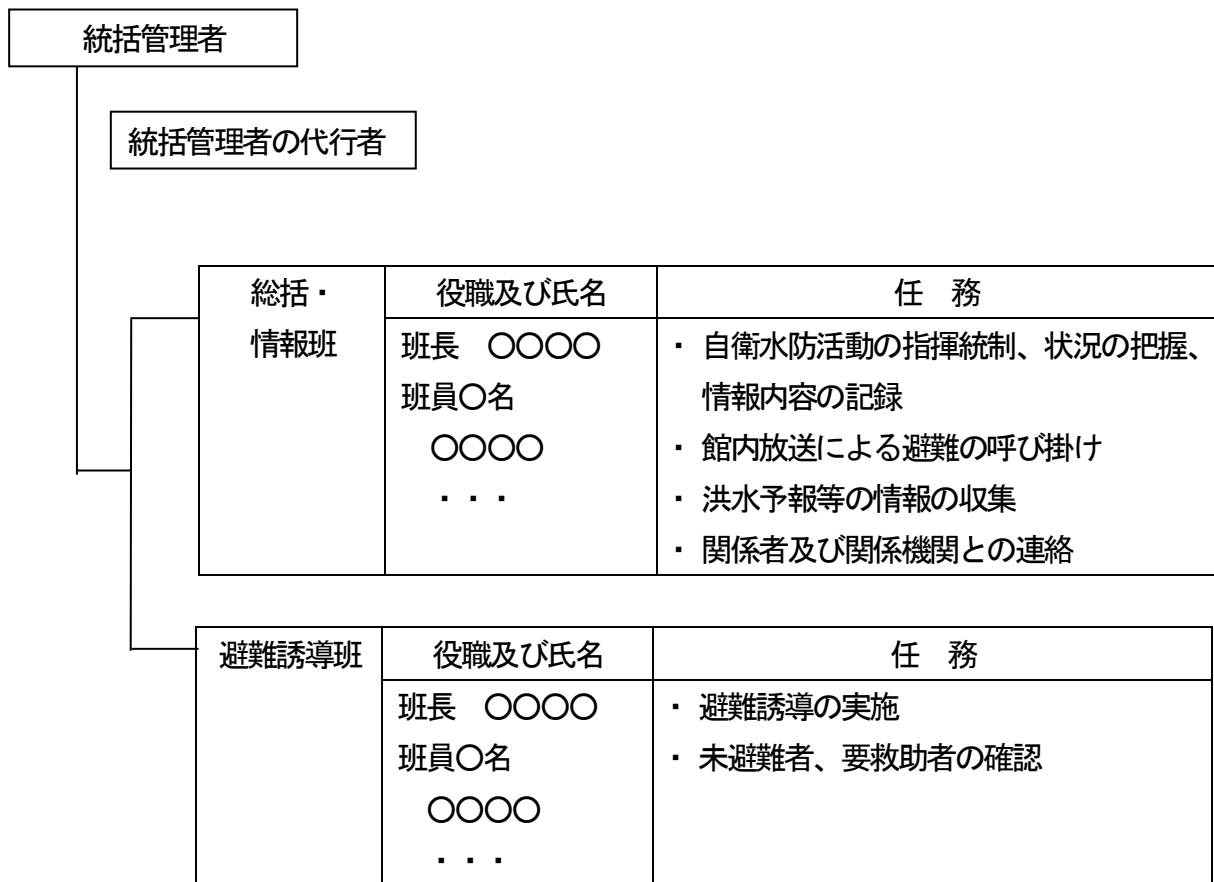 統括管理者
統括管理者の代行者
総括・
情報班
役職及び氏名
任　務
班長　〇〇〇〇
班員〇名
〇〇〇〇
・・・
・ 自衛水防活動の指揮統制、状況の把握、
情報内容の記録
・ 館内放送による避難の呼び掛け
・ 洪水予報等の情報の収集
・ 関係者及び関係機関との連絡
避難誘導班
役職及び氏名
任　務
班長　〇〇〇〇
班員〇名
〇〇〇〇
・・・
・ 避難誘導の実施
・ 未避難者、要救助者の確認